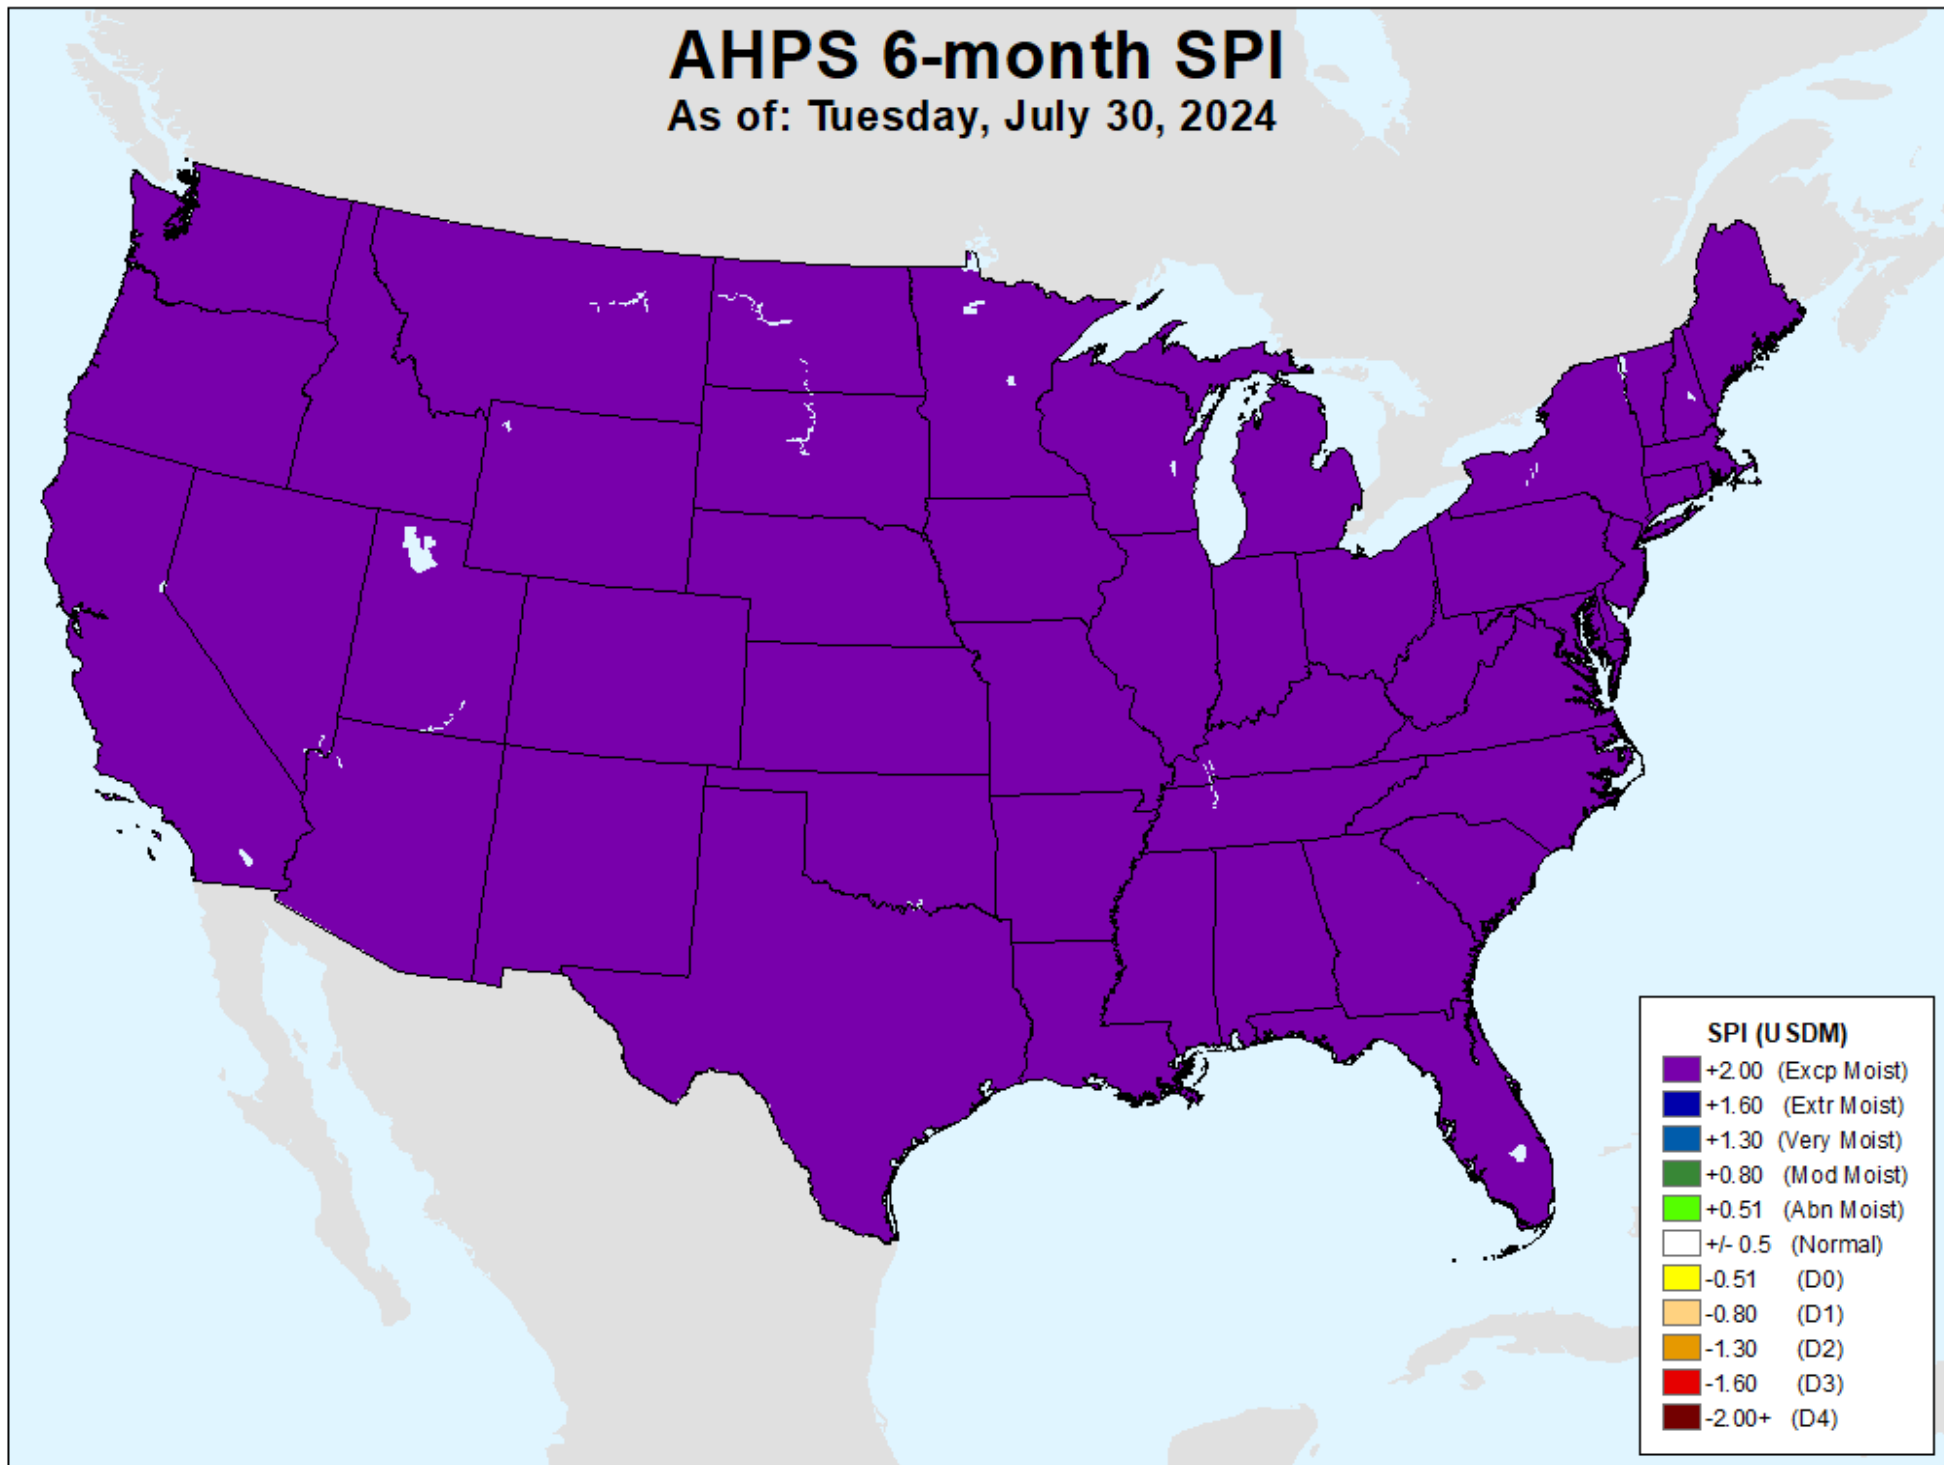 AHPS 6-month SPI
As of: Tuesday, July 30, 2024
SPI (USDM)
+2.00 (Excp Moist)
+1.60 (Extr Moist)
+1.30 (Very Moist)
+0.80 (Mod Moist)
+0.51 (Abn Moist)
+/- 0.5 (Normal)
-0.51 (D0)
-0.80 (D1)
-1.30 (D2)
-1.60 (D3)
-2.00+ (D4)